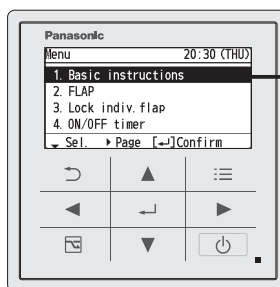 Panasonic
Menu 20:30 (THU)
1. Basic instructions
2. FLAP
3. Lock indiv. flap
4. ON/OFF timer
Sel. Page [↵]Confirm